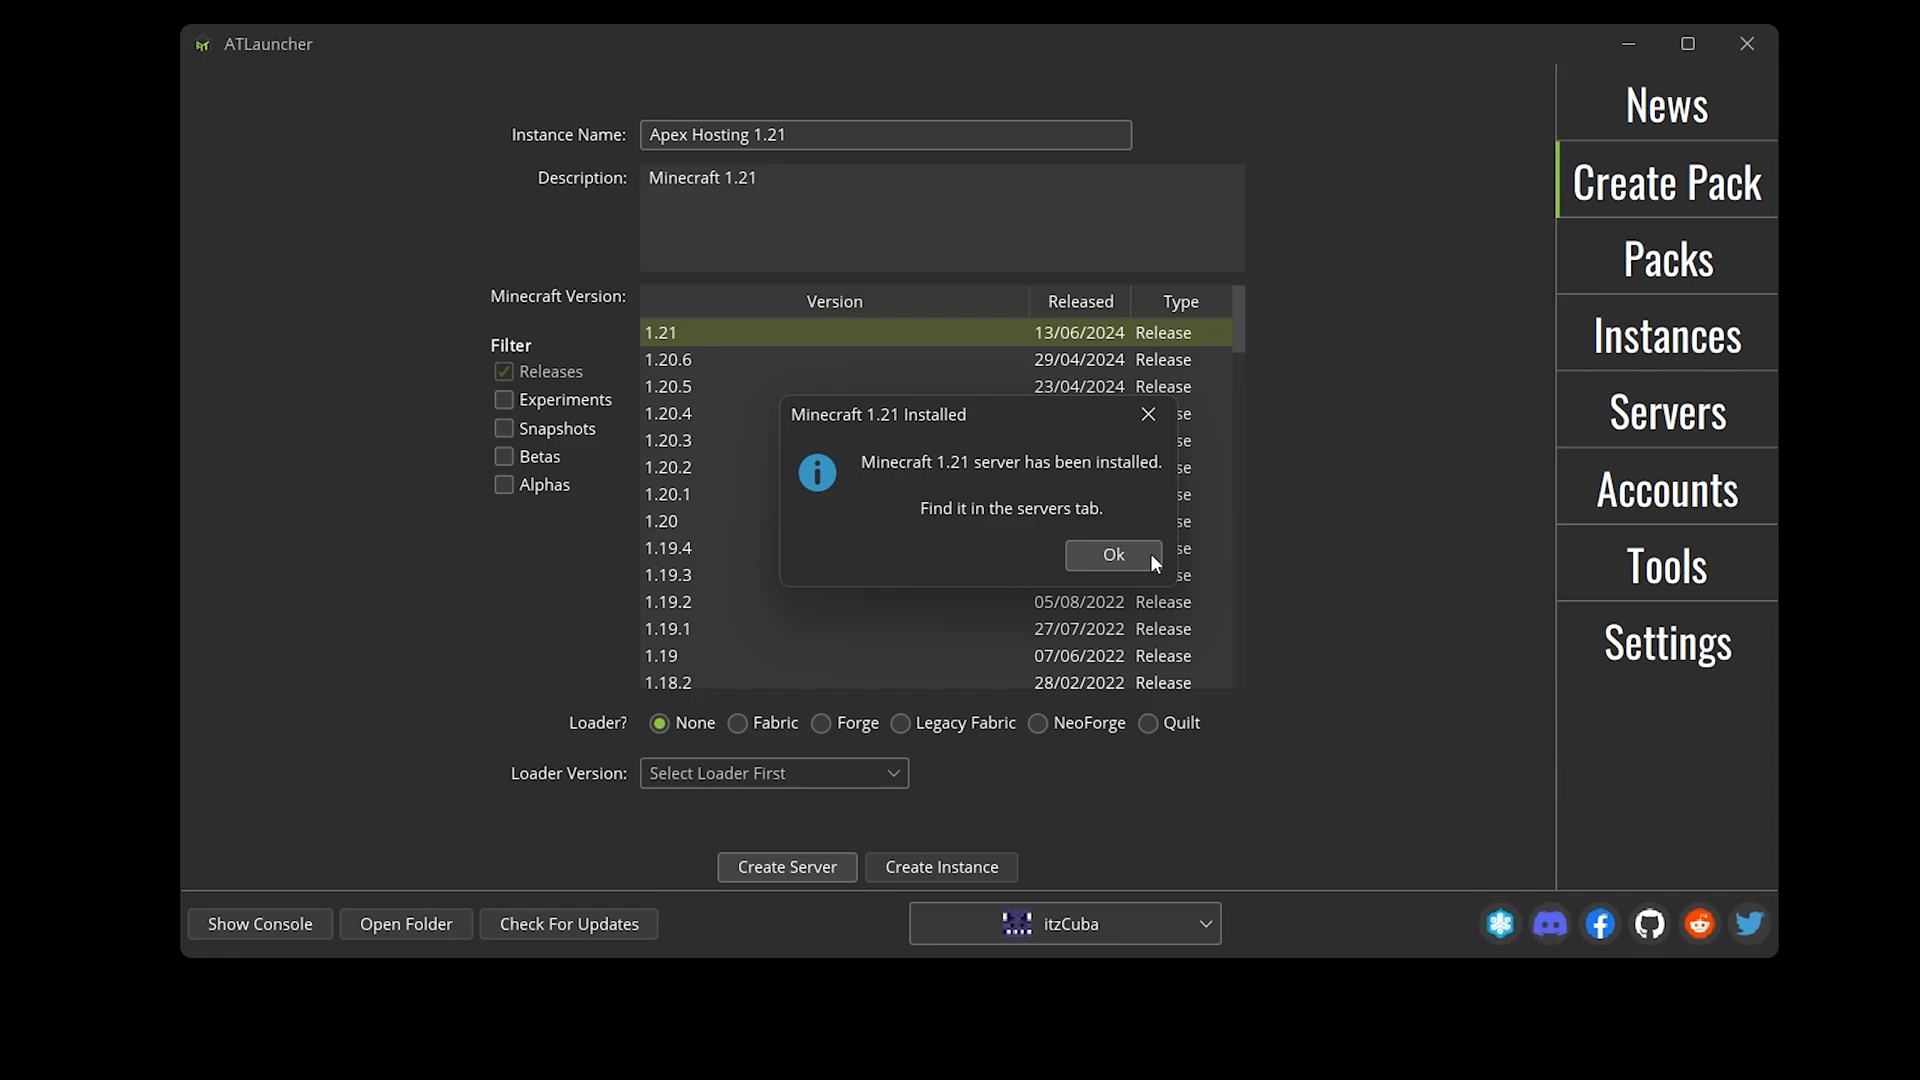 ATLauncher
Instance Name: Apex Hosting 1.21
Description: Minecraft 1.21
Minecraft Version:
Version Released Type
1.21 13/06/2024 Release
1.20.6 29/04/2024 Release
1.20.5 23/04/2024 Release
1.20.4 se
1.20.3 se
1.20.2 se
1.20.1 se
1.20 se
1.19.4 se
1.19.3 se
1.19.2 05/08/2022 Release
1.19.1 27/07/2022 Release
1.19 07/06/2022 Release
1.18.2 28/02/2022 Release
Filter
Releases
Experiments
Snapshots
Betas
Alphas
Minecraft 1.21 Installed
Minecraft 1.21 server has been installed.
Find it in the servers tab.
Ok
Loader? None Fabric Forge Legacy Fabric NeoForge Quilt
Loader Version: Select Loader First
Create Server Create Instance
News
Create Pack
Packs
Instances
Servers
Accounts
Tools
Settings
Show Console Open Folder Check For Updates itzCuba